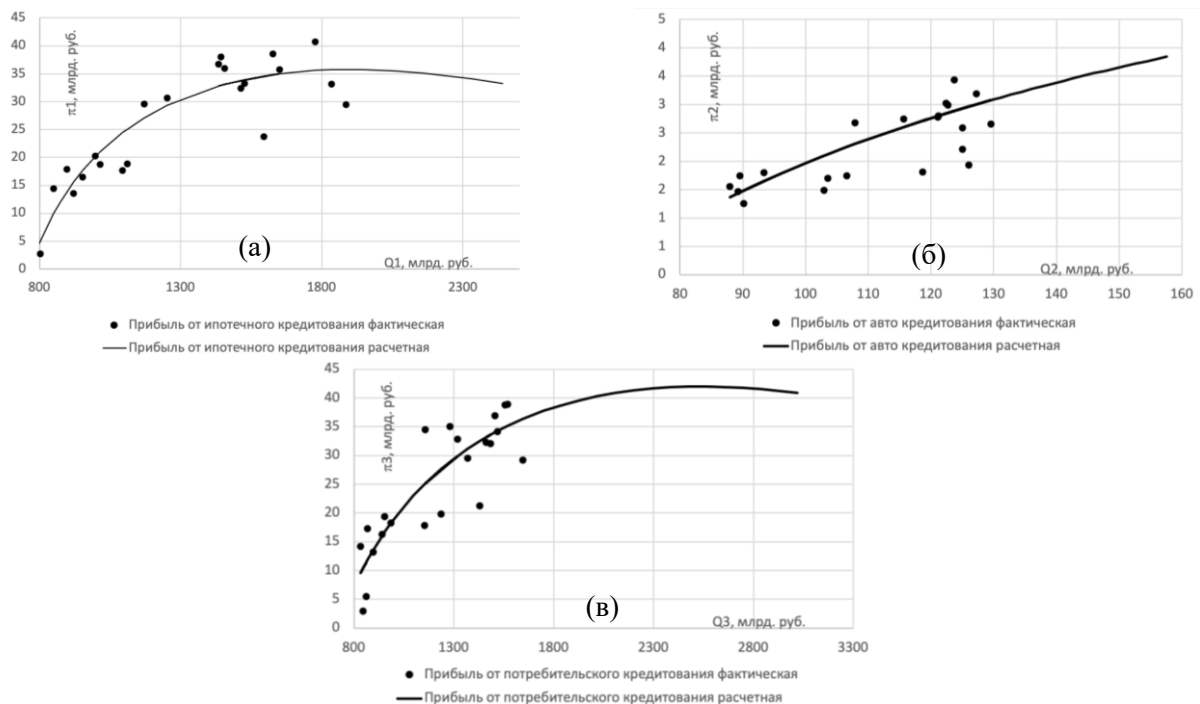 45
40
35
30
25
20
15
10
5
0
π1, млрд. руб.
(а)
Q1, млрд. руб.
800 1300 1800 2300
Прибыль от ипотечного кредитования фактическая
Прибыль от ипотечного кредитования расчетная
5
4
4
3
3
2
2
1
1
0
π2, млрд. руб.
(б)
Q2, млрд. руб.
80 90 100 110 120 130 140 150 160
Прибыль от авто кредитования фактическая
Прибыль от авто кредитования расчетная
45
40
35
30
25
20
15
10
5
0
π3, млрд. руб.
(в)
Q3, млрд. руб.
800 1300 1800 2300 2800 3300
Прибыль от потребительского кредитования фактическая
Прибыль от потребительского кредитования расчетная